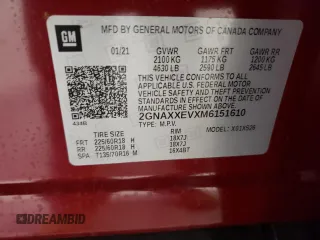 GM
MFD BY GENERAL MOTORS OF CANADA COMPANY
01/21 GVWR GAWR FRT GAWR RR
2100 KG 1175 KG 1200 KG
4630 LB 2590 LB 2645 LB
THIS VEHICLE CONFORMS TO ALL
APPLICABLE U.S. FEDERAL MOTOR
VEHICLE SAFETY, BUMPER, AND THEFT
PREVENTION STANDARDS IN EFFECT ON
THE DATE OF MANUFACTURE SHOWN ABOVE.
2GNAXXEVXM6151610
TYPE: M.P.V. MODEL:
TIRE SIZE RIM
FRT 225/60R18 H 18X7J
RR 225/60R18 H 18X7J
SPA T135/70R16 M 16X4BT